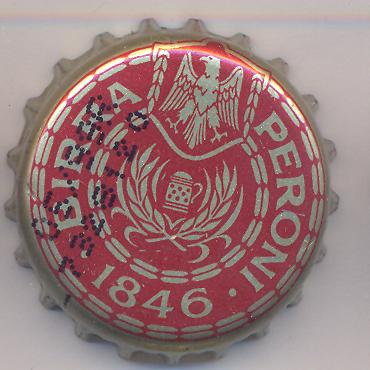 BIRRA PERONI
· 1846 ·